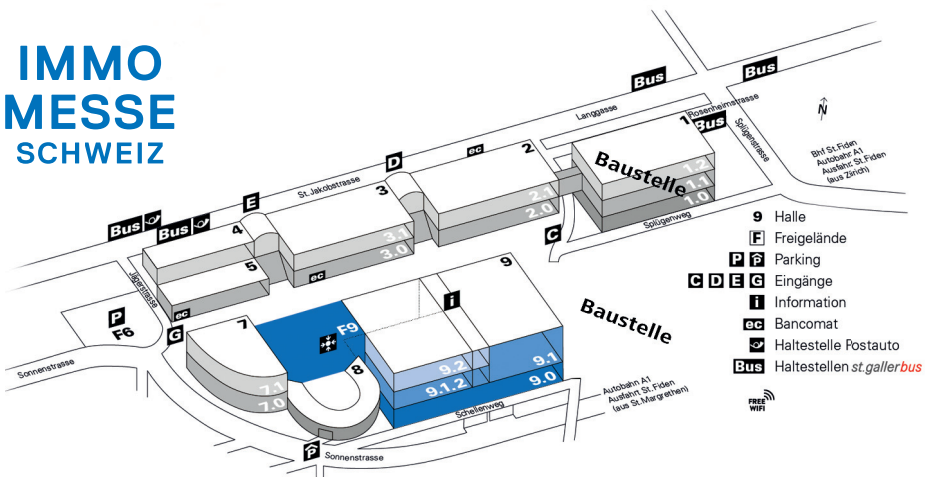 IMMO
MESSE
SCHWEIZ
Bus
Bus
Langgasse
Rosenheimstrasse
Bus
Splügenstrasse
N
Bhf St.Fiden
Autobahn A1
Ausfahrt St.Fiden
(aus Zürich)
1
Baustelle
1.2
1.1
1.0
Splügenweg
C
ec
2
2.1
2.0
D
St.Jakobstrasse
3
3.1
3.0
ec
E
Bus
Bus
4
5
ec
Jägerstrasse
P
F6
G
Sonnenstrasse
7
7.1
7.0
F9
8
9
i
9.2
9.1
9.1.2
9.0
Baustelle
Schellenweg
Autobahn A1
Ausfahrt St.Fiden
(aus St.Margrethen)
P
Sonnenstrasse
9 Halle
F Freigelände
P P Parking
C D E G Eingänge
i Information
ec Bancomat
Haltestelle Postauto
Bus Haltestellen st.gallerbus
FREE
WIFI